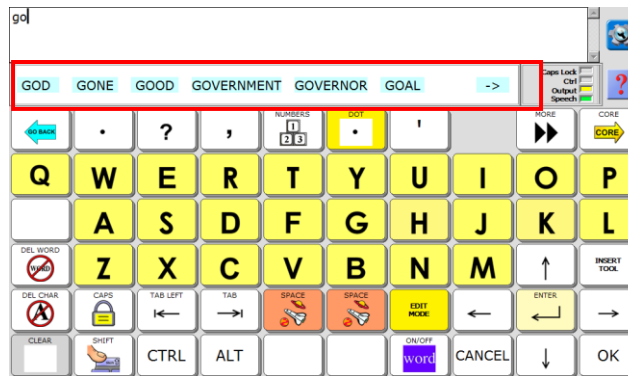 go
GOD GONE GOOD GOVERNMENT GOVERNOR GOAL ->
Caps Lock
Ctrl
Output
Speech
?
GO BACK . ? , NUMBERS 1 2 3 DOT . ' MORE CORE CORE
Q W E R T Y U I O P
A S D F G H J K L
DEL WORD WORD Z X C V B N M ↑ INSERT TOOL
DEL CHAR A CAPS TAB LEFT TAB SPACE SPACE EDIT MODE ← ENTER →
CLEAR SHIFT CTRL ALT ON/OFF word CANCEL ↓ OK